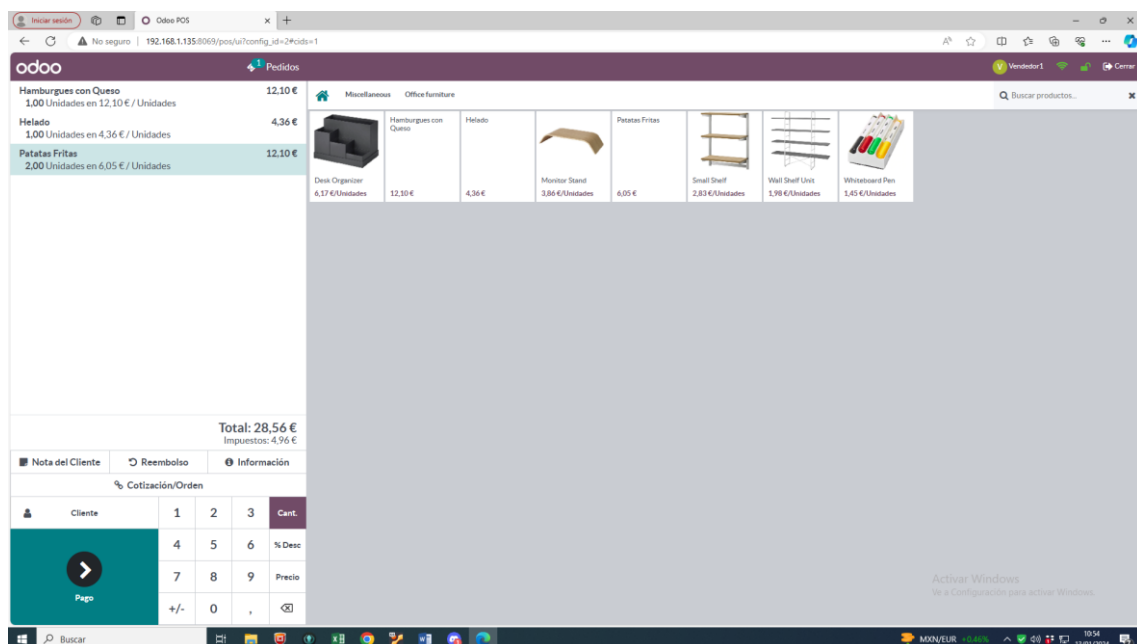 Iniciar sesión
Odoo POS
No seguro
192.168.1.135:8069/pos/ui?config_id=2#cids=1
odoo
1 Pedidos
V Vendedor1
Cerrar
Hamburgues con Queso 12,10 €
1,00 Unidades en 12,10 € / Unidades
Helado 4,36 €
1,00 Unidades en 4,36 € / Unidades
Patatas Fritas 12,10 €
2,00 Unidades en 6,05 € / Unidades
Miscellaneous Office furniture
Buscar productos...
Desk Organizer
6,17 €/Unidades
Hamburgues con
Queso
12,10 €
Helado
4,36 €
Monitor Stand
3,86 €/Unidades
Patatas Fritas
6,05 €
Small Shelf
2,83 €/Unidades
Wall Shelf Unit
1,98 €/Unidades
Whiteboard Pen
1,45 €/Unidades
Total: 28,56 €
Impuestos: 4,96 €
Nota del Cliente Reembolso Información
Cotización/Orden
Cliente 1 2 3 Cant.
4 5 6 % Desc
7 8 9 Precio
Pago
+/- 0 ,
Activar Windows
Ve a Configuración para activar Windows.
Buscar
MXN/EUR +0,46%
10:54